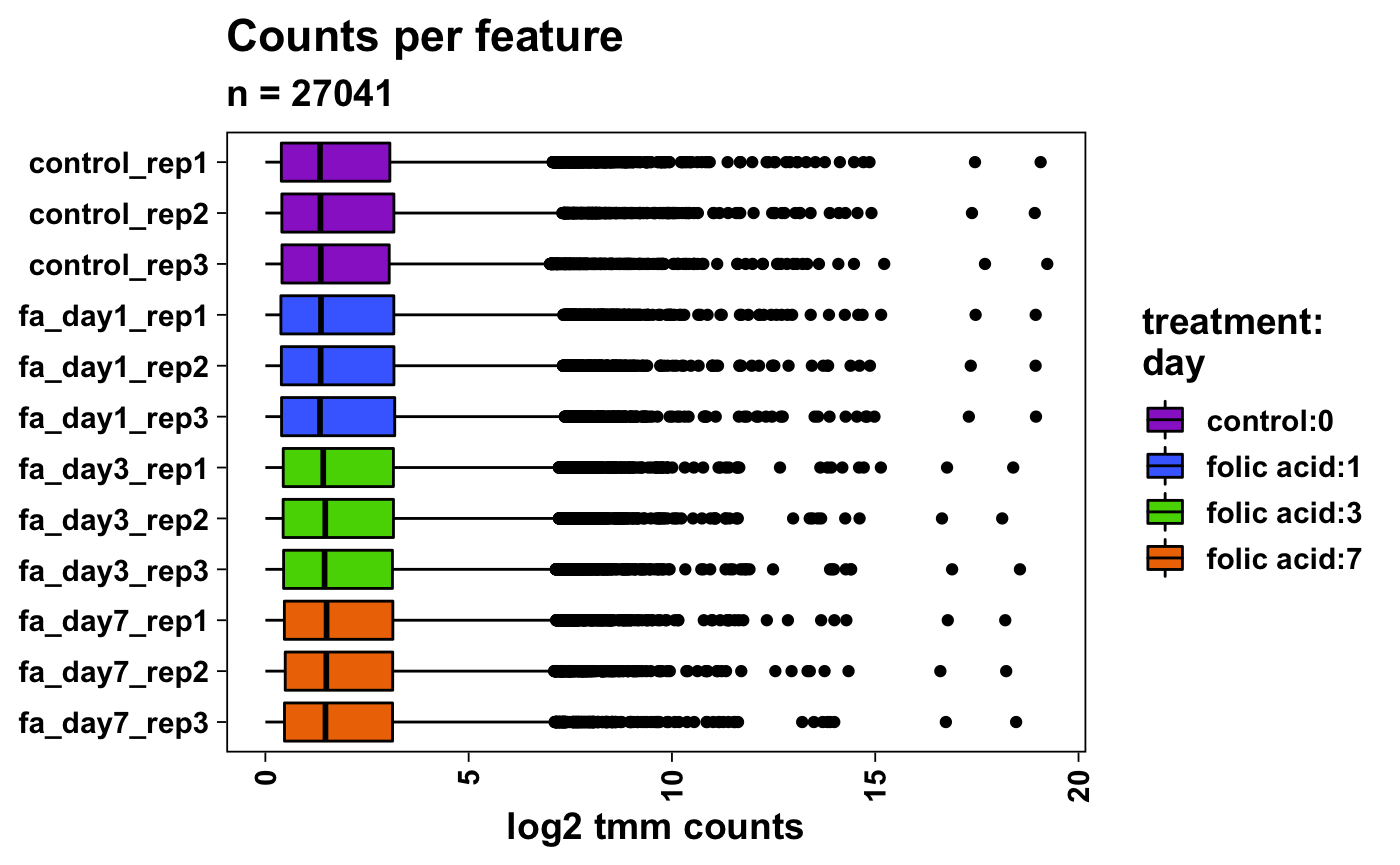 Counts per feature
n = 27041
control_rep1
control_rep2
control_rep3
fa_day1_rep1
fa_day1_rep2
fa_day1_rep3
fa_day3_rep1
fa_day3_rep2
fa_day3_rep3
fa_day7_rep1
fa_day7_rep2
fa_day7_rep3
0 5 10 15 20
log2 tmm counts
treatment:
day
control:0
folic acid:1
folic acid:3
folic acid:7